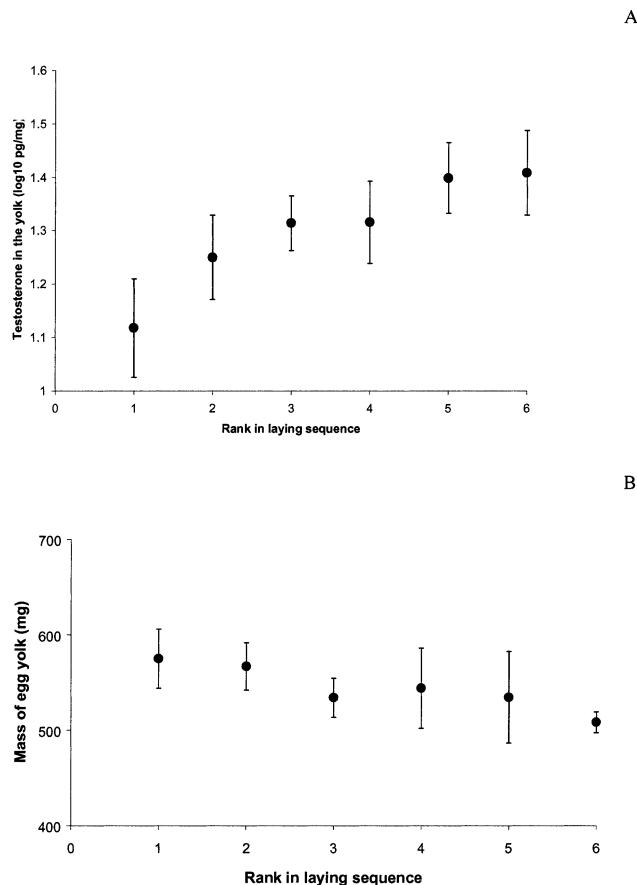 A
1.6
1.5
1.4
1.3
1.2
1.1
1
0 1 2 3 4 5 6
Testosterone in the yolk (log10 pg/mg)
Rank in laying sequence
B
700
600
500
400
0 1 2 3 4 5 6
Mass of egg yolk (mg)
Rank in laying sequence